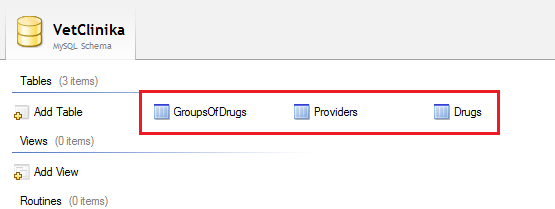 VetClinika
MySQL Schema
Tables (3 items)
Add Table GroupsOfDrugs Providers Drugs
Views (0 items)
Add View
Routines (0 items)